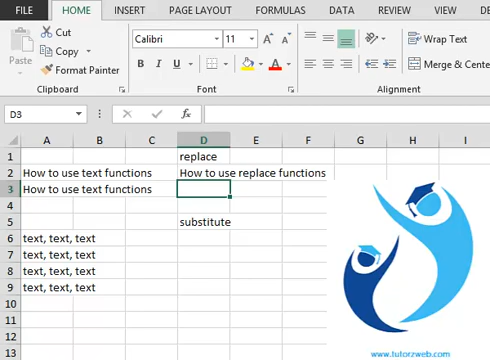 FILE HOME INSERT PAGE LAYOUT FORMULAS DATA REVIEW VIEW
Cut
Calibri 11 A A Wrap Text
Copy
Paste
Format Painter B I U A Merge & Cente
Clipboard Font Alignment
D3 fx
A B C D E F G H I
1 replace
2 How to use text functions How to use replace functions
3 How to use text functions
4
5 substitute
6 text, text, text
7 text, text, text
8 text, text, text
9 text, text, text
10
11
12
13
14
www.tutorzweb.com